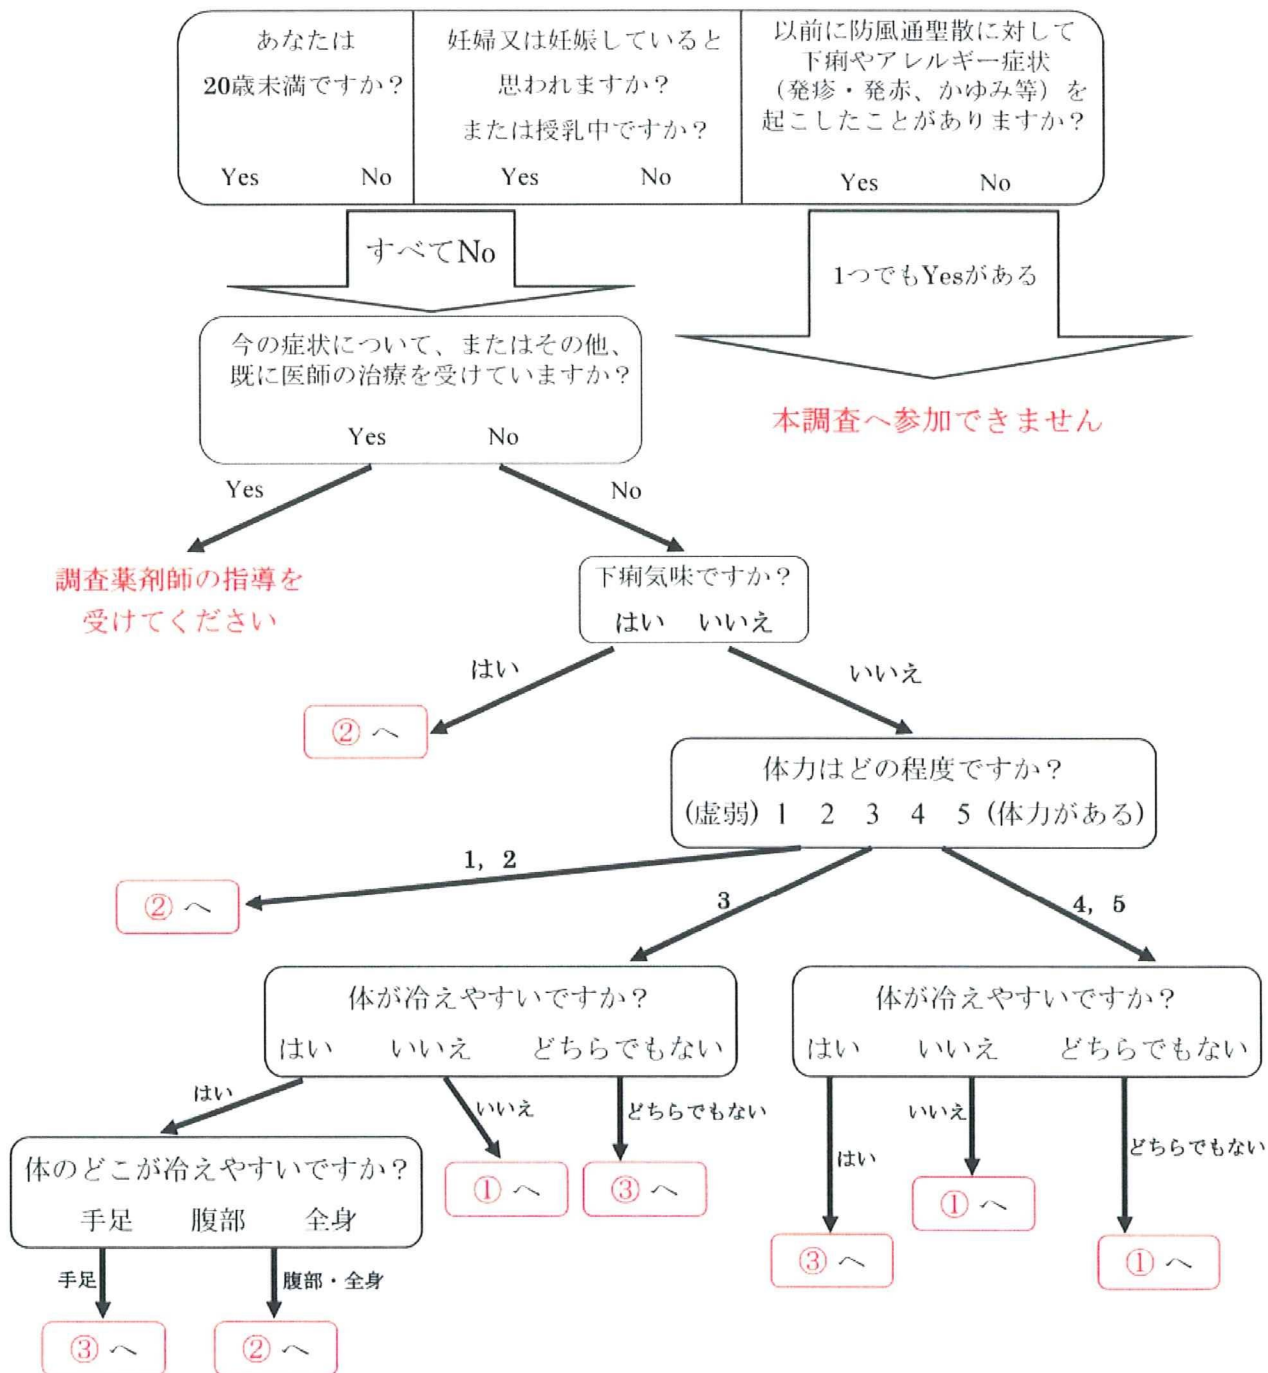 あなたは
20歳未満ですか？
Yes No
妊婦又は妊娠していると
思われますか？
または授乳中ですか？
Yes No
以前に防風通聖散に対して
下痢やアレルギー症状
（発疹・発赤、かゆみ等）を
起こしたことがありますか？
Yes No
すべてNo
1つでもYesがある
今の症状について、またはその他、
既に医師の治療を受けていますか？
Yes No
本調査へ参加できません
Yes
No
調査薬剤師の指導を
受けてください
下痢気味ですか？
はい いいえ
はい
いいえ
② へ
体力はどの程度ですか？
(虚弱) 1 2 3 4 5 (体力がある)
1, 2
3
4, 5
② へ
体が冷えやすいですか？
はい いいえ どちらでもない
体が冷えやすいですか？
はい いいえ どちらでもない
はい
いいえ
どちらでもない
はい
いいえ
どちらでもない
体のどこが冷えやすいですか？
手足 腹部 全身
① へ
③ へ
③ へ
① へ
① へ
手足
腹部・全身
③ へ
② へ